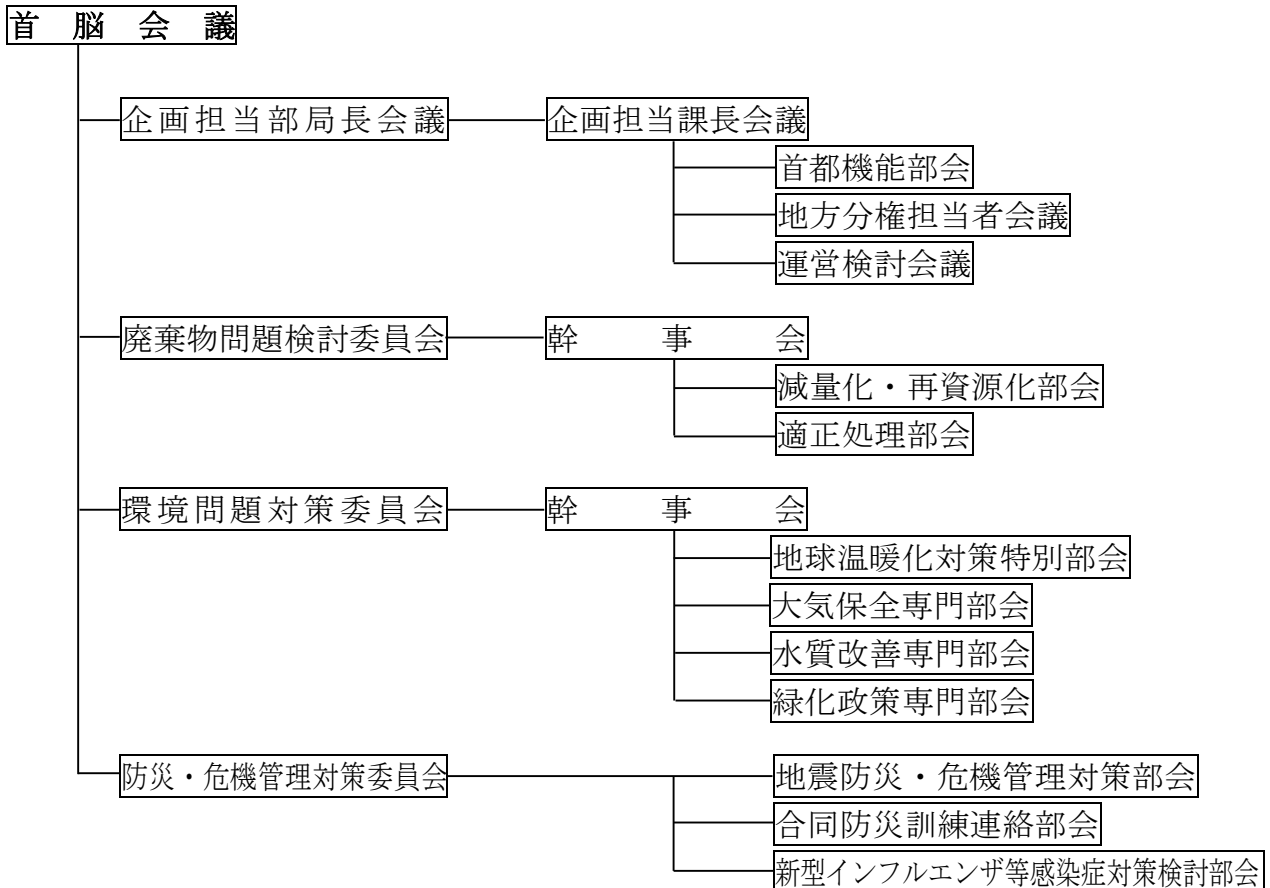 首脳会議
企画担当部局長会議 企画担当課長会議
首都機能部会
地方分権担当者会議
運営検討会議
廃棄物問題検討委員会 幹事会
減量化・再資源化部会
適正処理部会
環境問題対策委員会 幹事会
地球温暖化対策特別部会
大気保全専門部会
水質改善専門部会
緑化政策専門部会
防災・危機管理対策委員会 地震防災・危機管理対策部会
合同防災訓練連絡部会
新型インフルエンザ等感染症対策検討部会